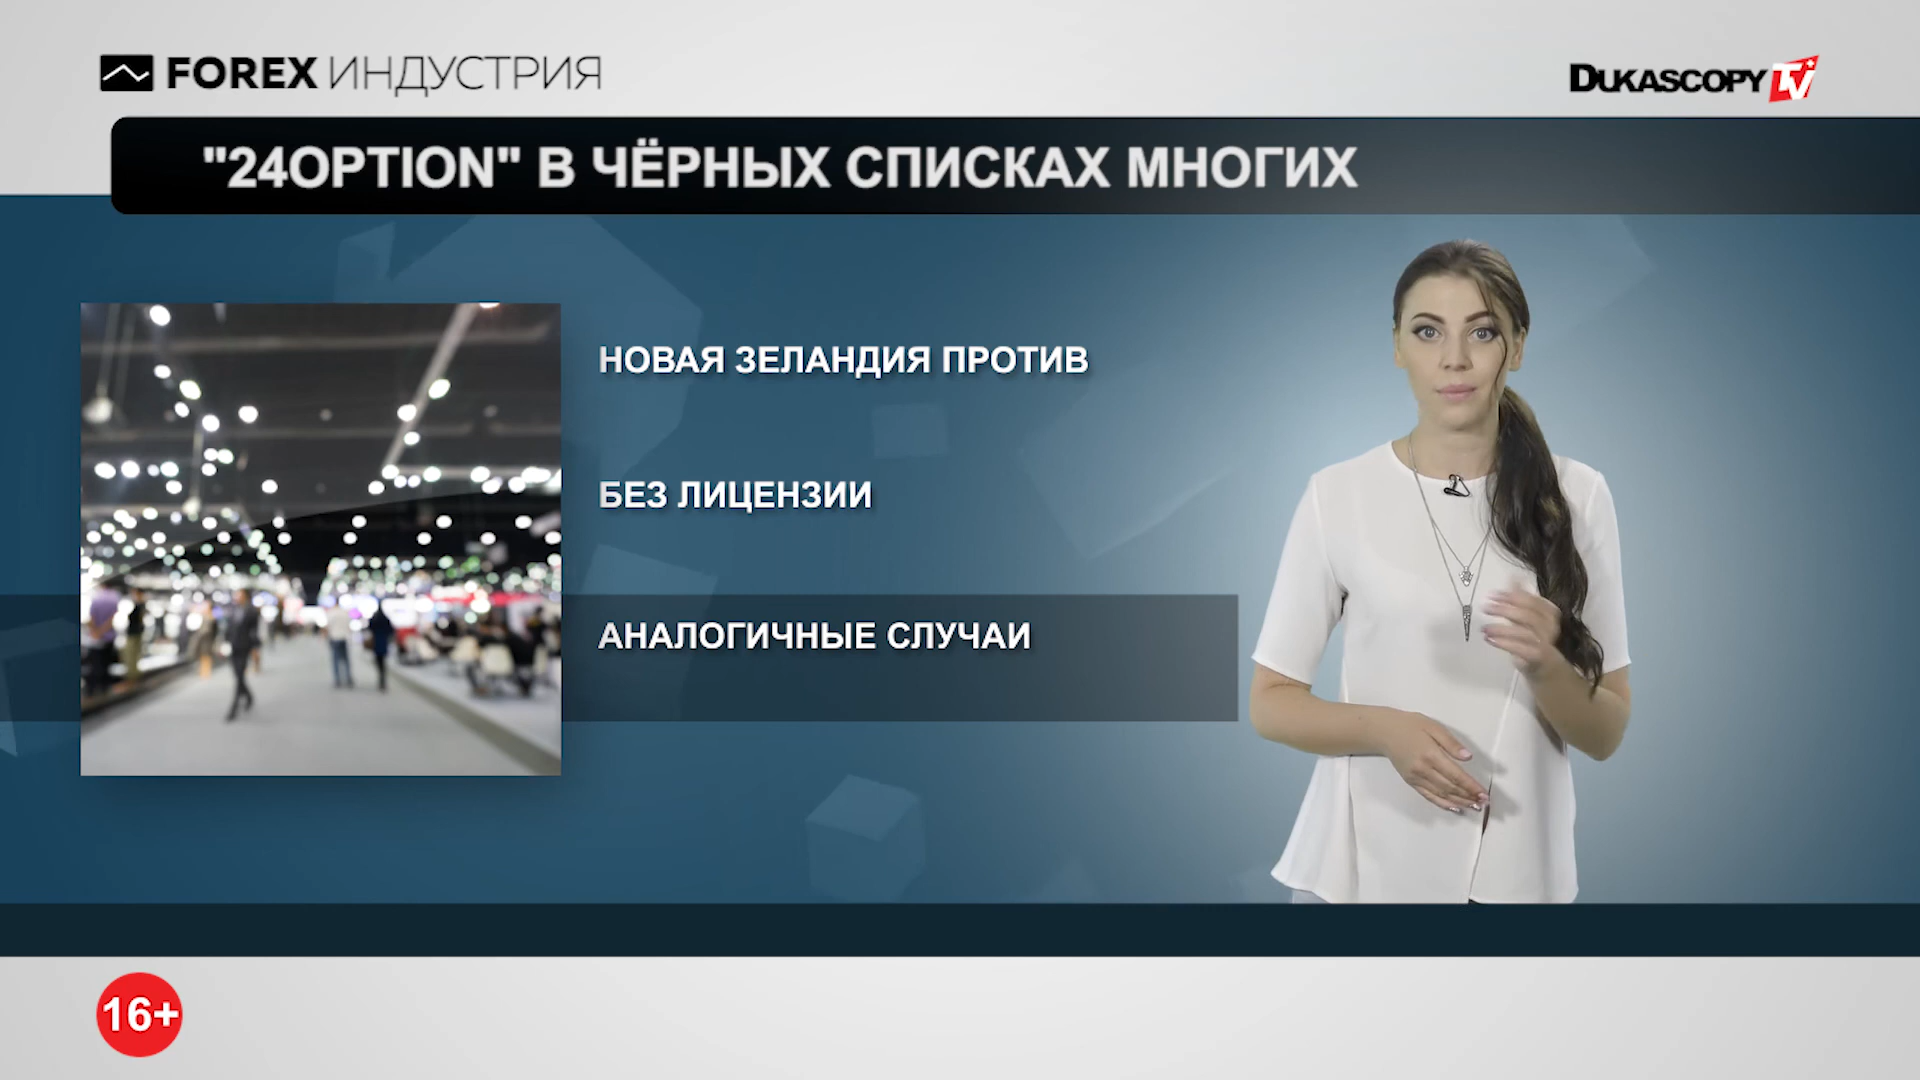 FOREX ИНДУСТРИЯ
DUKASCOPY TV
"24OPTION" В ЧЁРНЫХ СПИСКАХ МНОГИХ
НОВАЯ ЗЕЛАНДИЯ ПРОТИВ
БЕЗ ЛИЦЕНЗИИ
АНАЛОГИЧНЫЕ СЛУЧАИ
16+